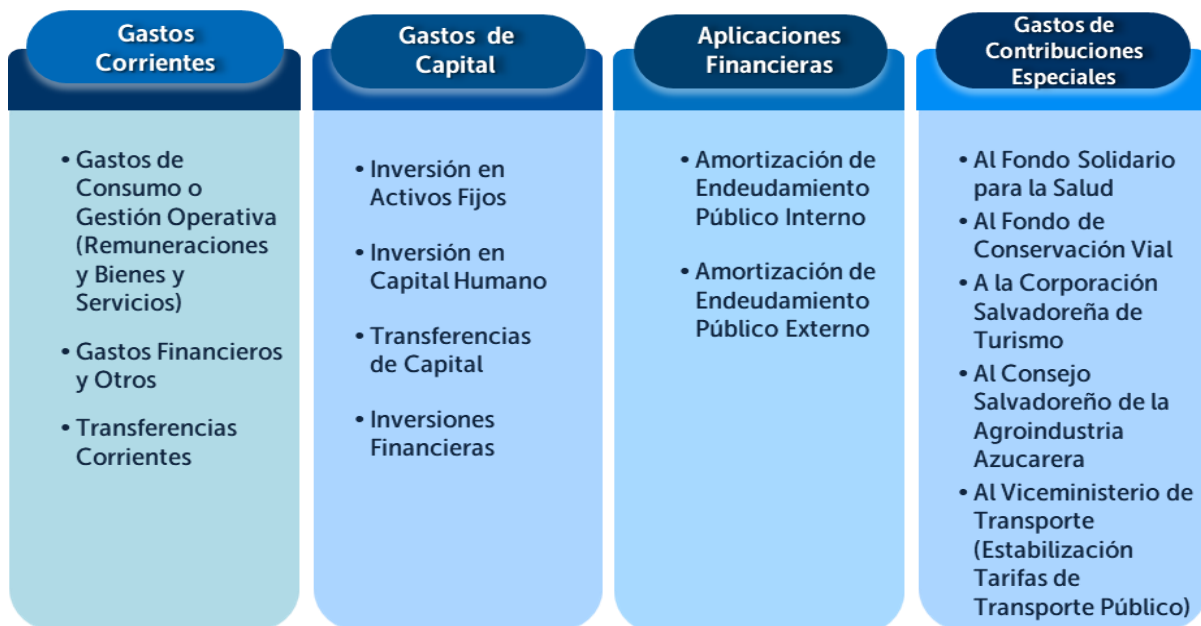 Gastos
Corrientes
• Gastos de
Consumo o
Gestión Operativa
(Remuneraciones
y Bienes y
Servicios)
• Gastos Financieros
y Otros
• Transferencias
Corrientes
Gastos de
Capital
• Inversión en
Activos Fijos
• Inversión en
Capital Humano
• Transferencias
de Capital
• Inversiones
Financieras
Aplicaciones
Financieras
• Amortización de
Endeudamiento
Público Interno
• Amortización de
Endeudamiento
Público Externo
Gastos de
Contribuciones
Especiales
• Al Fondo Solidario
para la Salud
• Al Fondo de
Conservación Vial
• A la Corporación
Salvadoreña de
Turismo
• Al Consejo
Salvadoreño de la
Agroindustria
Azucarera
• Al Viceministerio de
Transporte
(Estabilización
Tarifas de
Transporte Público)